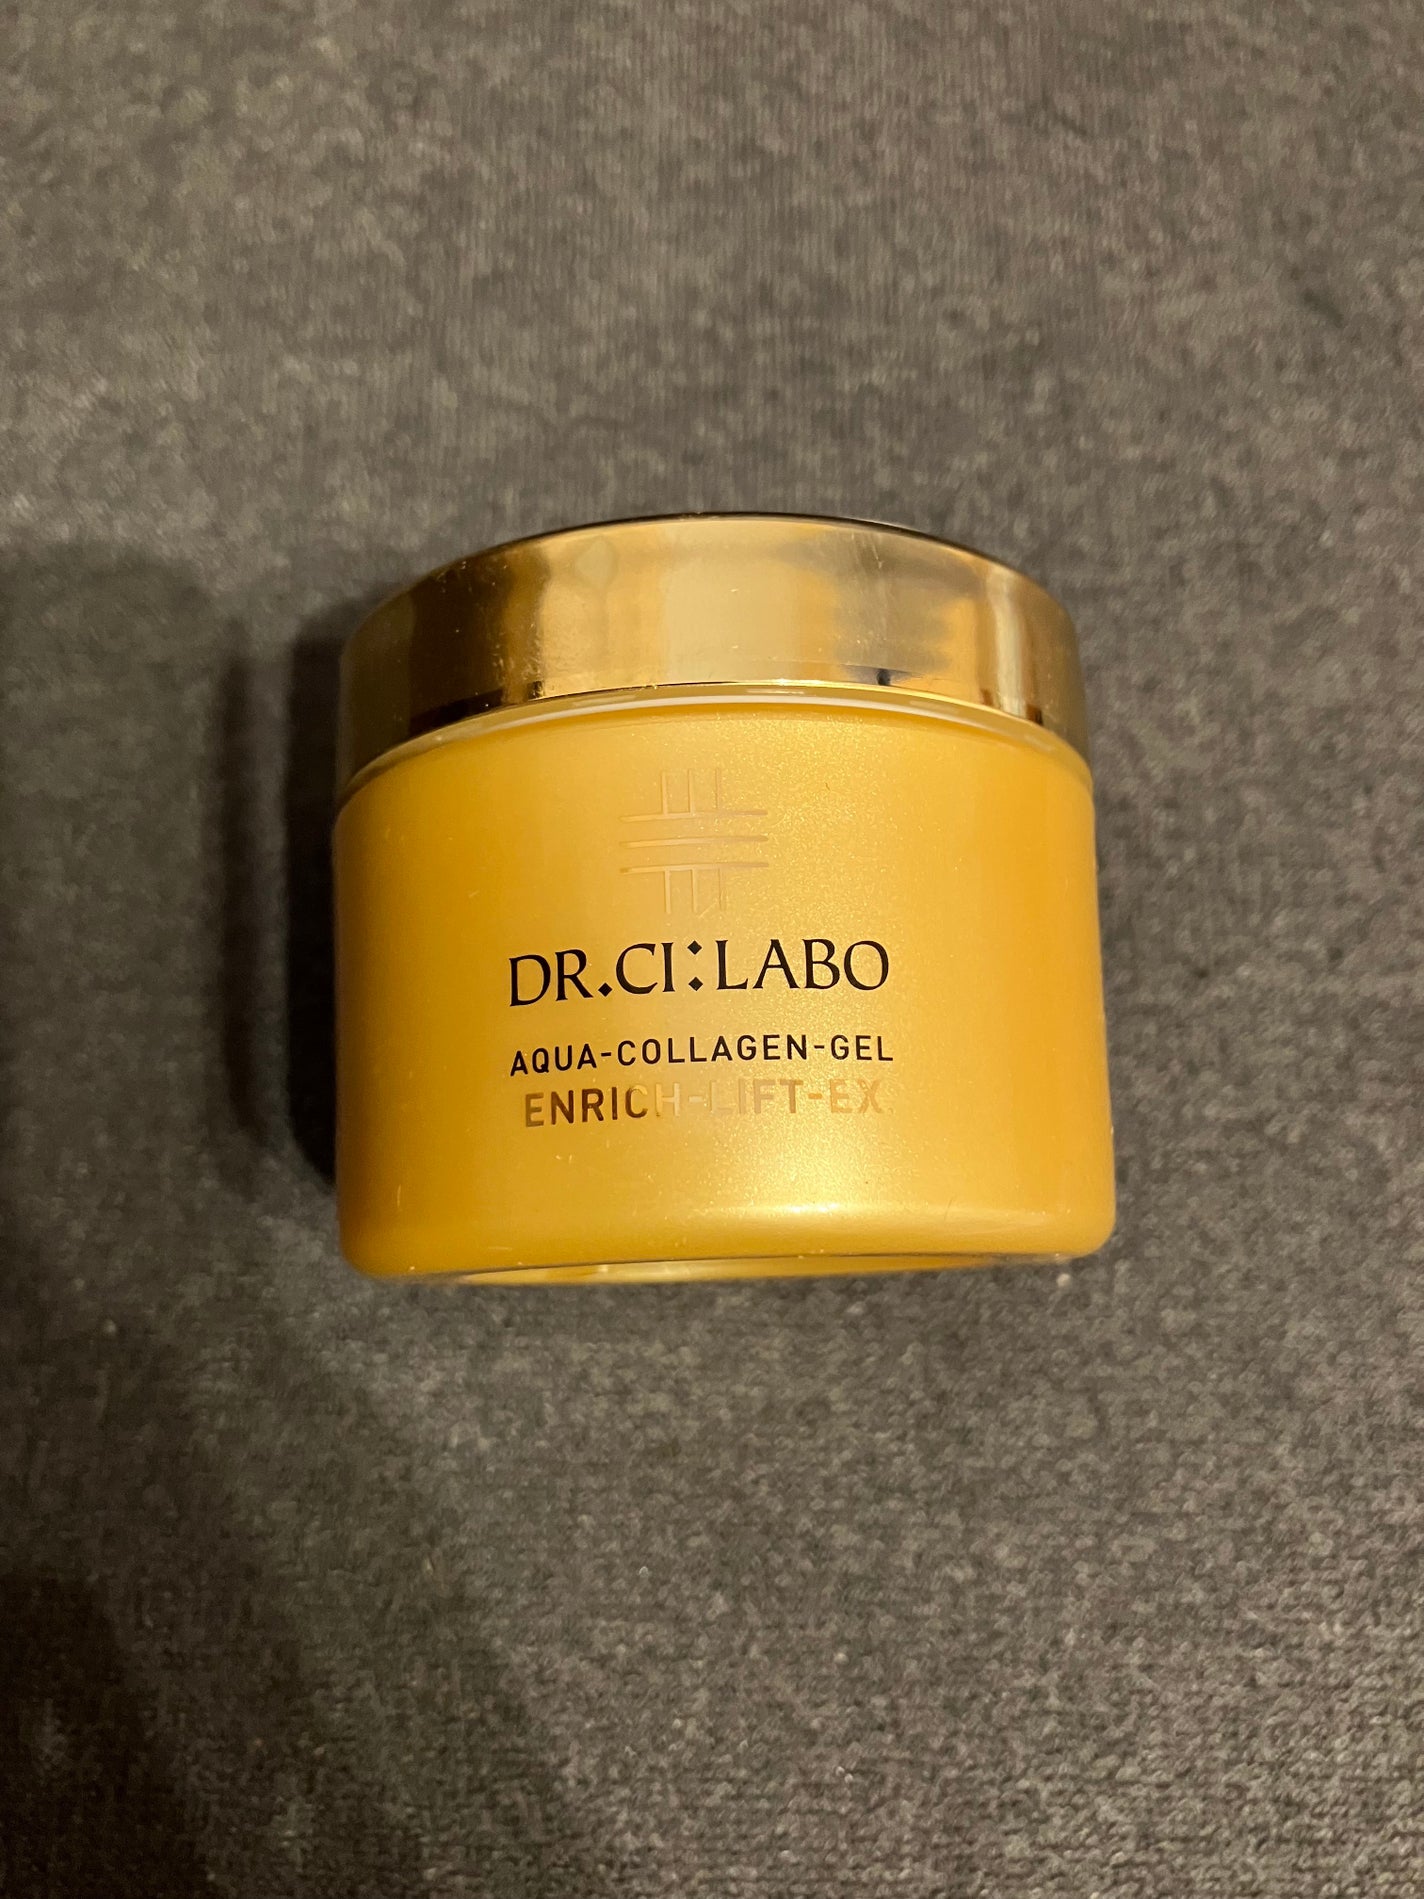 DR.CI:LABO
AQUA-COLLAGEN-GEL
ENRICH-LIFT-EX